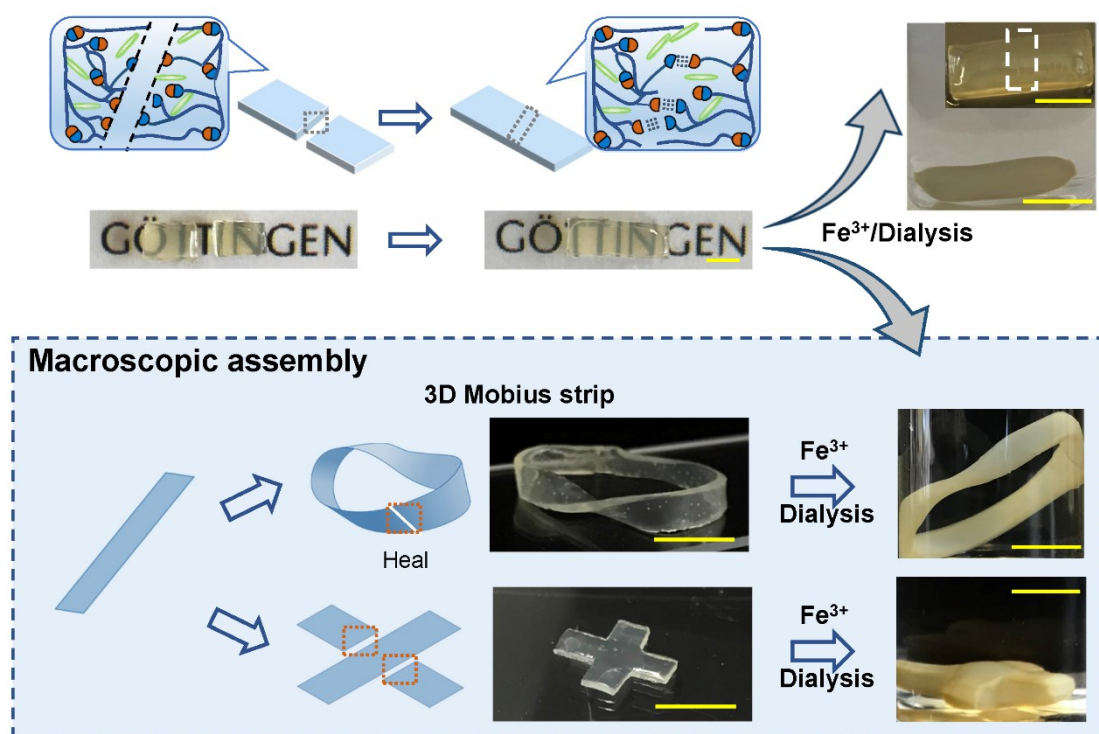 GÖTTINGEN
GÖTTINGEN
Fe³⁺/Dialysis
Macroscopic assembly
3D Mobius strip
Heal
Fe³⁺
Dialysis
Fe³⁺
Dialysis